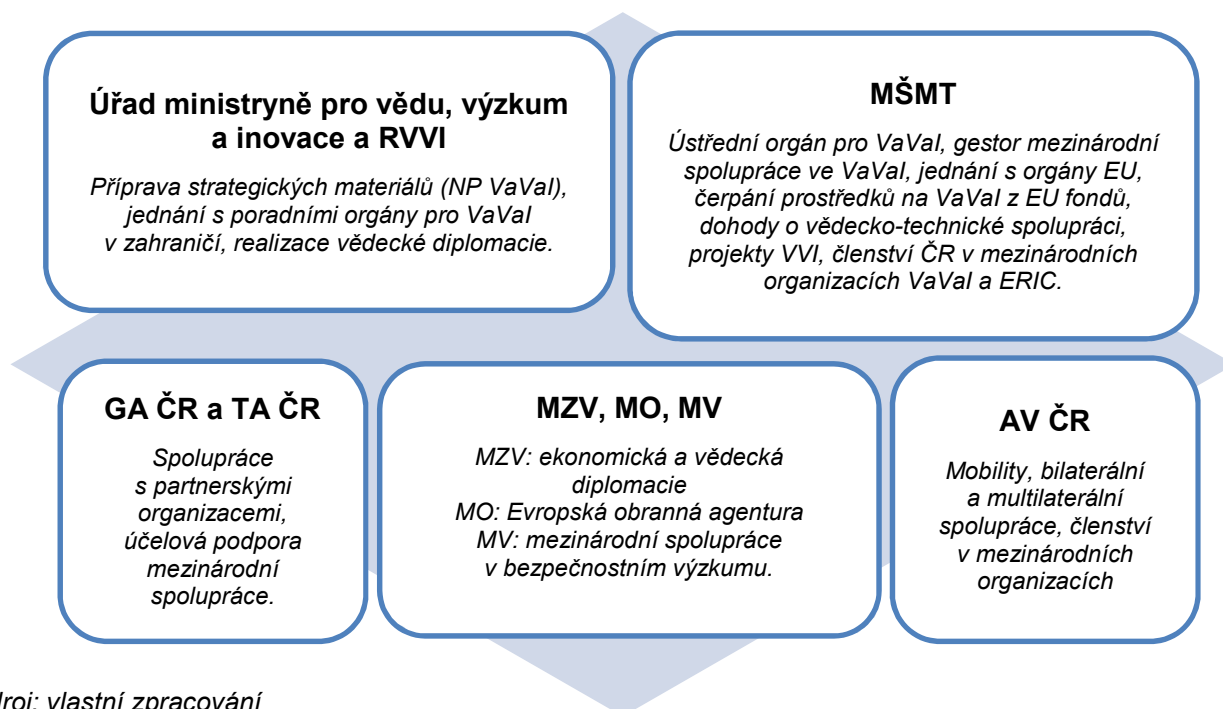 Úřad ministryně pro vědu, výzkum
a inovace a RVVI
Příprava strategických materiálů (NP VaVaI),
jednání s poradními orgány pro VaVaI
v zahraničí, realizace vědecké diplomacie.
MŠMT
Ústřední orgán pro VaVaI, gestor mezinárodní
spolupráce ve VaVaI, jednání s orgány EU,
čerpání prostředků na VaVaI z EU fondů,
dohody o vědecko-technické spolupráci,
projekty VVI, členství ČR v mezinárodních
organizacích VaVaI a ERIC.
GA ČR a TA ČR
Spolupráce
s partnerskými
organizacemi,
účelová podpora
mezinárodní
spolupráce.
MZV, MO, MV
MZV: ekonomická a vědecká
diplomacie
MO: Evropská obranná agentura
MV: mezinárodní spolupráce
v bezpečnostním výzkumu.
AV ČR
Mobility, bilaterální
a multilaterální
spolupráce, členství
v mezinárodních
organizacích
droj: vlastní zpracování